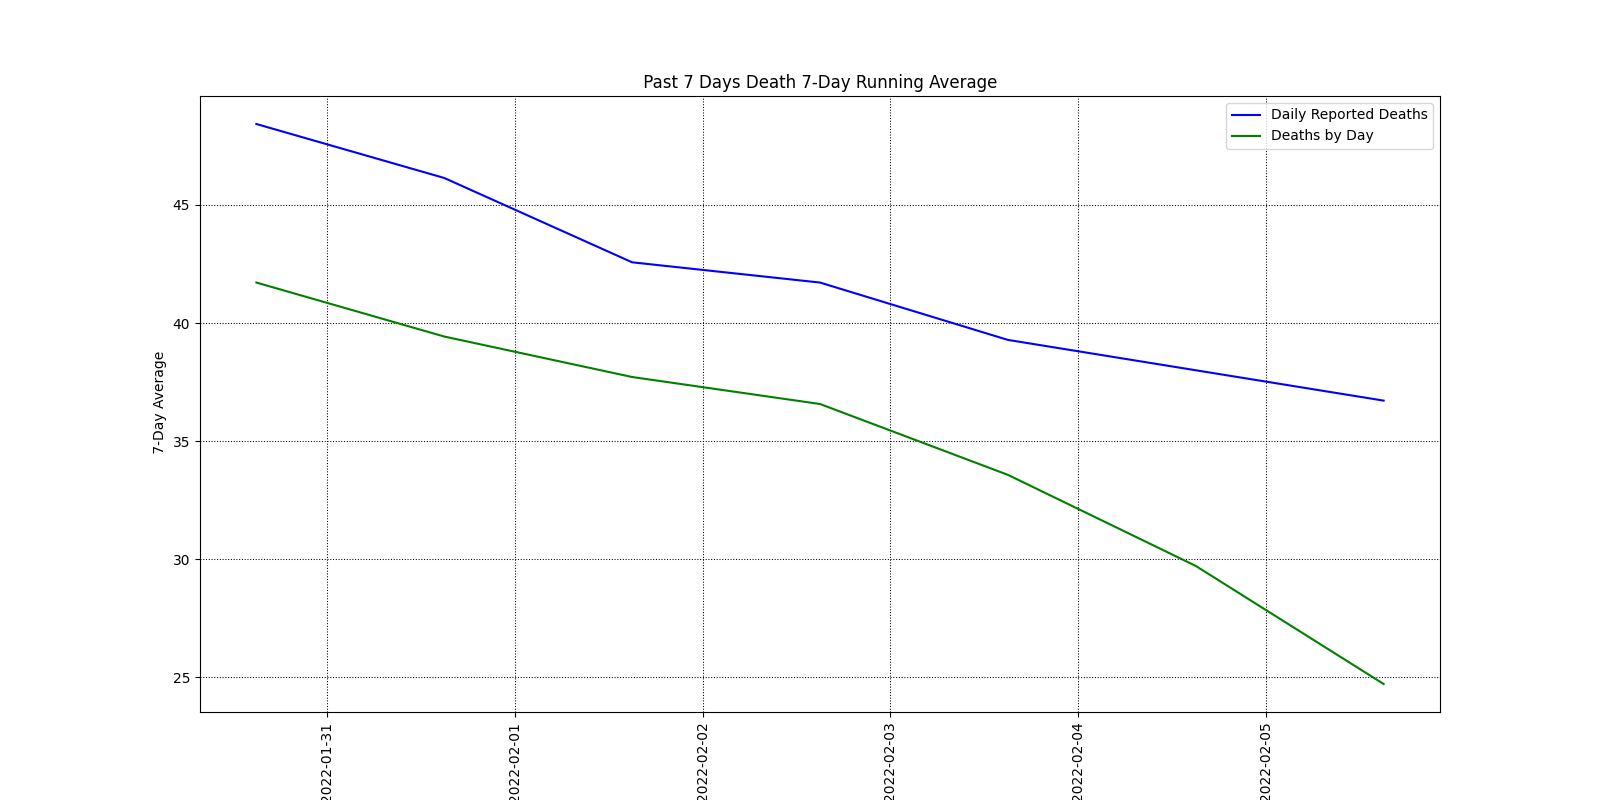 Past 7 Days Death 7-Day Running Average
Daily Reported Deaths
Deaths by Day
7-Day Average
45
40
35
30
25
2022-01-31
2022-02-01
2022-02-02
2022-02-03
2022-02-04
2022-02-05